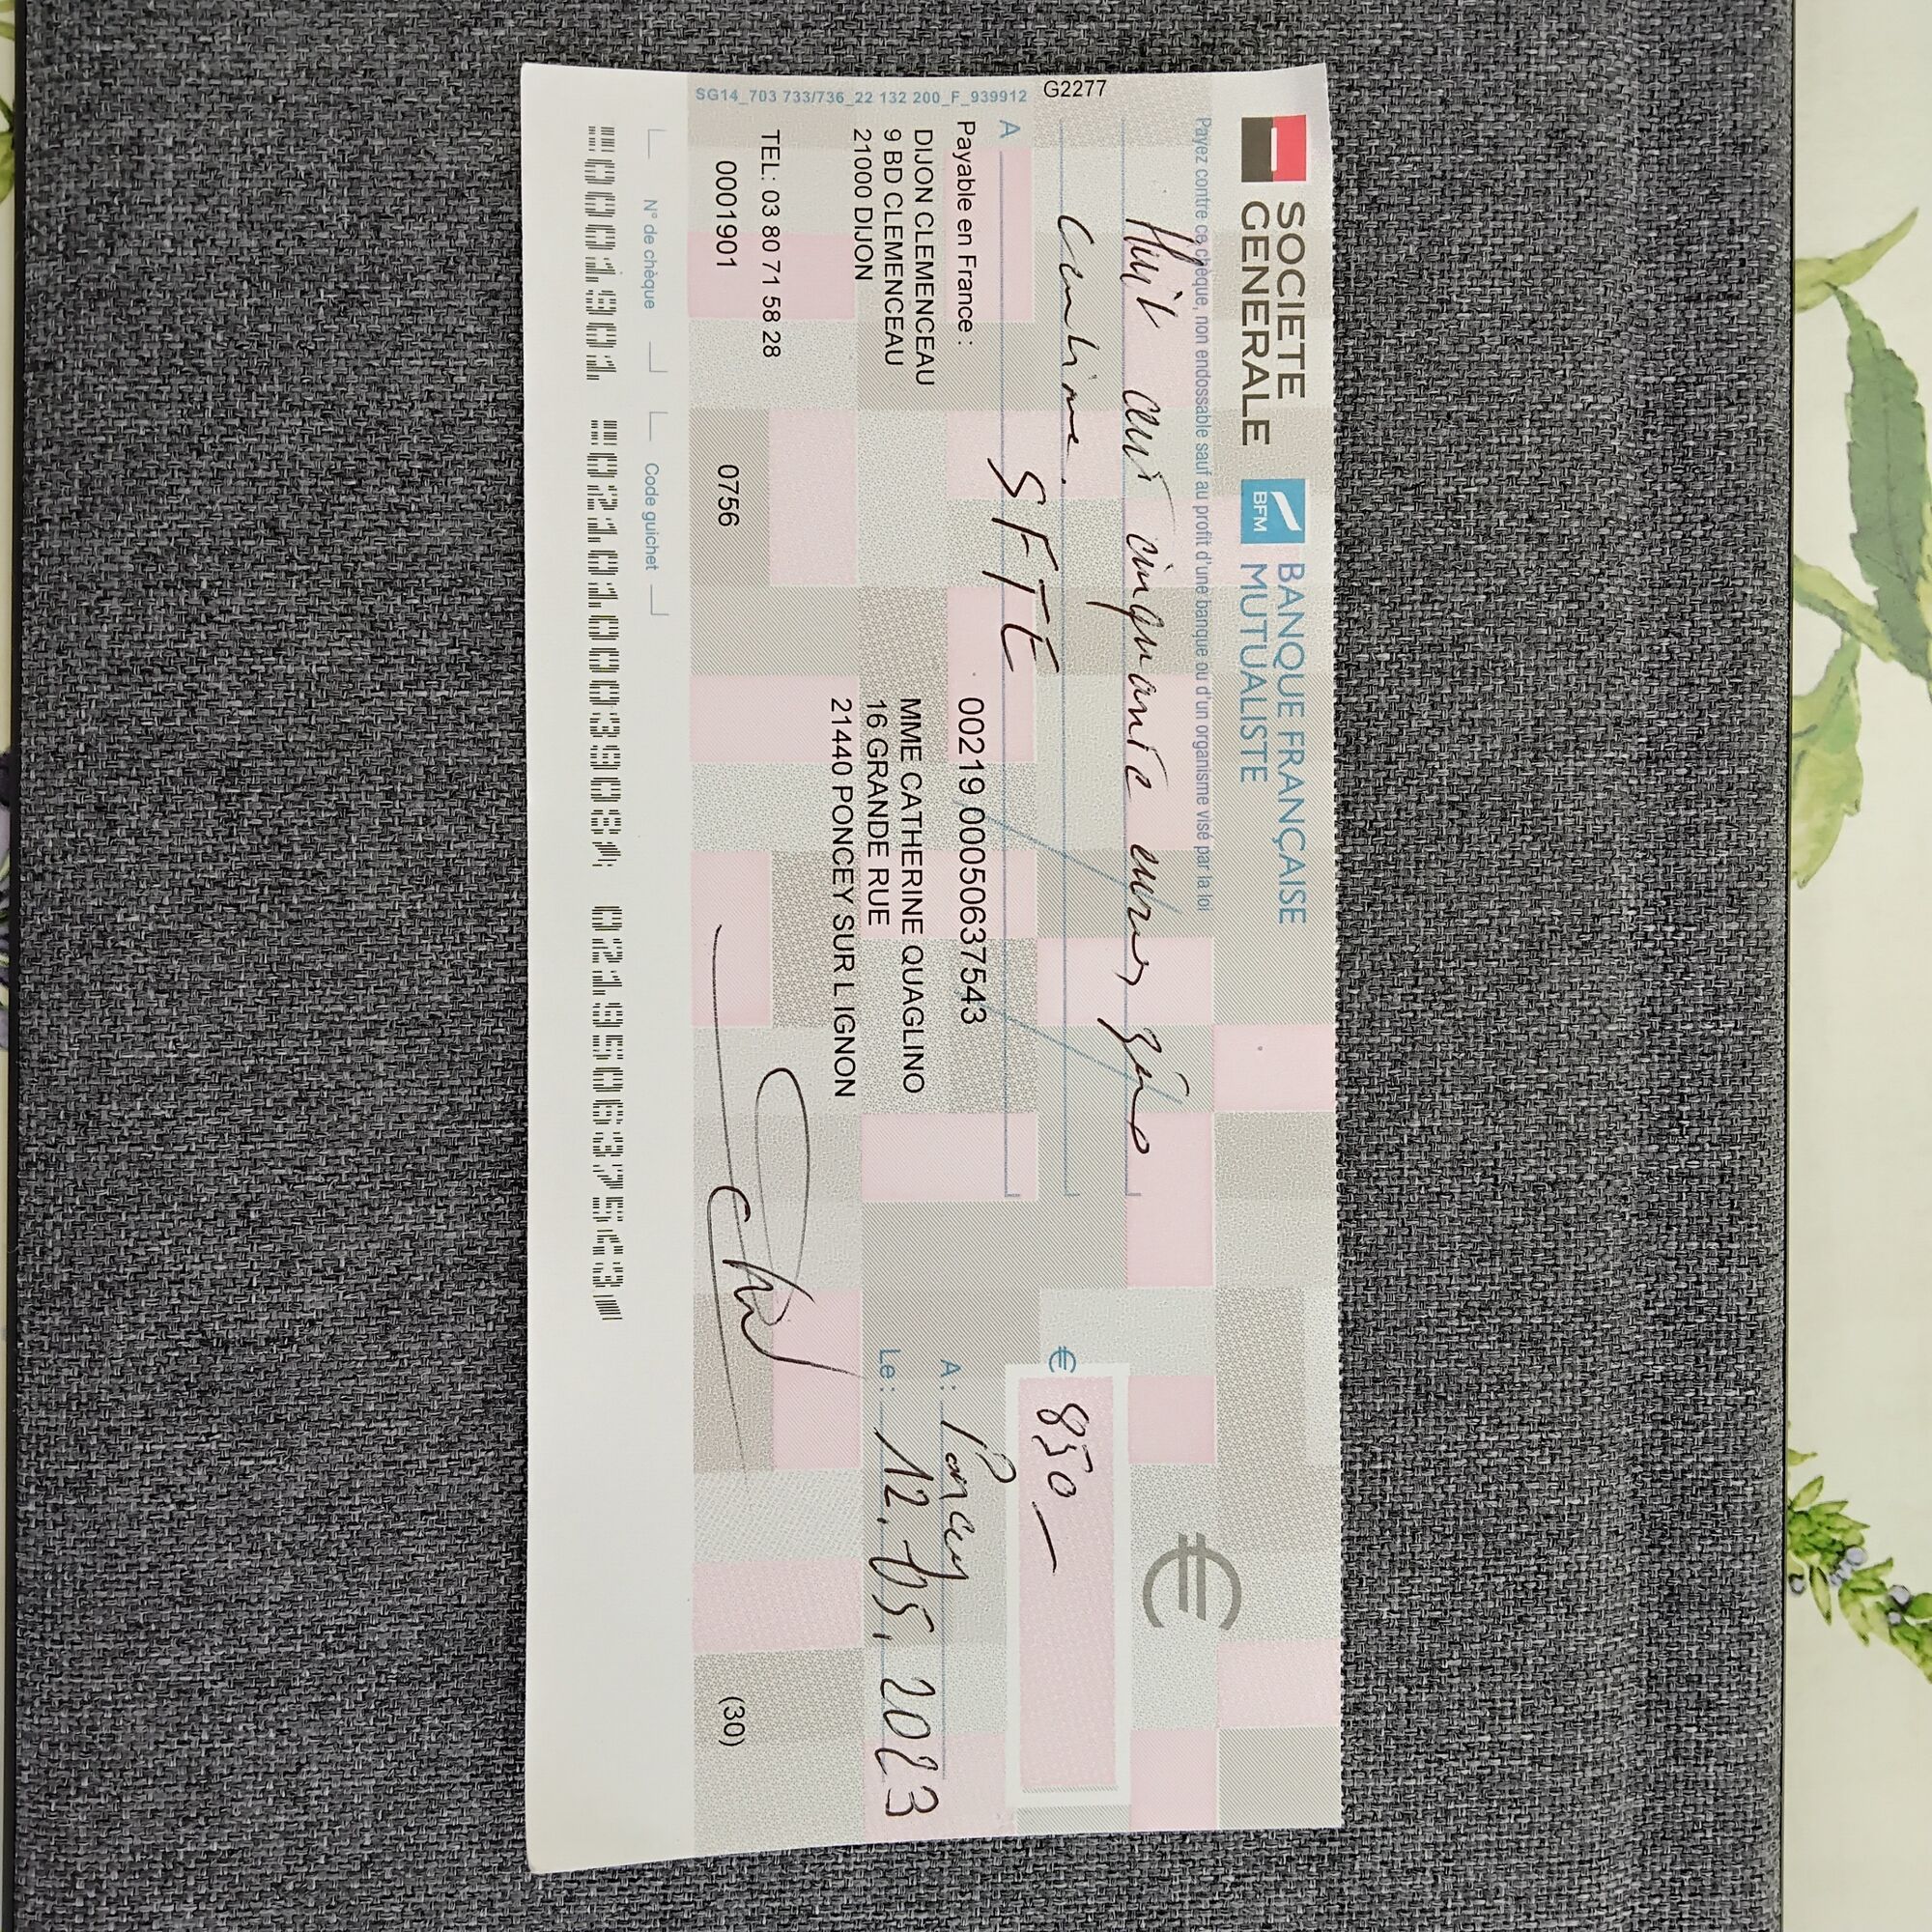 SOCIETE GENERALE
BFM
BANQUE FRANÇAISE MUTUALISTE
€
Payez contre ce chèque, non endossable sauf au profit d'une banque ou d'un organisme visé par la loi
Huit cent cinquante euros zéro
centime.
€ 850 —
A SFTE
G2277
SG14_703 733/736_22 132 200_F_939912
Payable en France :
DIJON CLEMENCEAU
9 BD CLEMENCEAU
21000 DIJON
TEL: 03 80 71 58 28
0001901
0756
00219 00050637543
MME CATHERINE QUAGLINO
16 GRANDE RUE
21440 PONCEY SUR L IGNON
A : Poncey
Le : 12.05.2023
(30)
N° de chèque
Code guichet
0001901 021010003908 021950637543